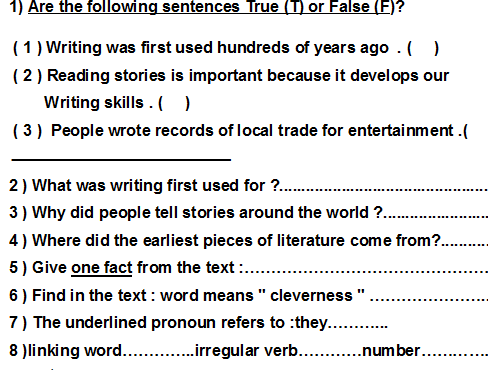 1) Are the following sentences True (T) or False (F)?
( 1 ) Writing was first used hundreds of years ago . ( )
( 2 ) Reading stories is important because it develops our
Writing skills . ( )
( 3 ) People wrote records of local trade for entertainment .(
2 ) What was writing first used for ?..................................................
3 ) Why did people tell stories around the world ?.........................
4 ) Where did the earliest pieces of literature come from?...........
5 ) Give one fact from the text :................................................
6 ) Find in the text : word means " cleverness " ........................
7 ) The underlined pronoun refers to :they............
8 )linking word..............irregular verb............number.............